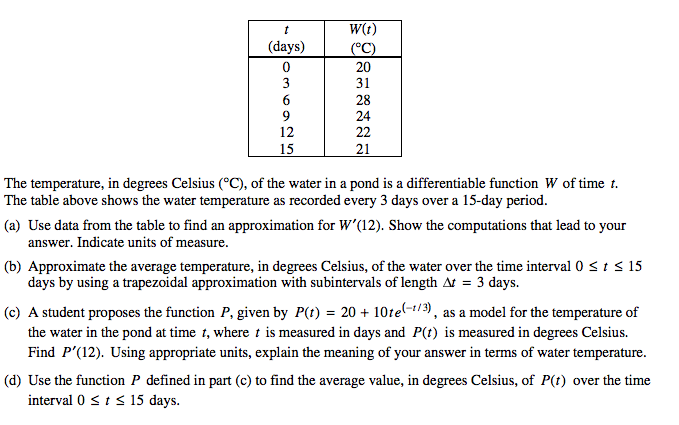 t W(t)
(days) (°C)
0 20
3 31
6 28
9 24
12 22
15 21
The temperature, in degrees Celsius (°C), of the water in a pond is a differentiable function W of time t.
The table above shows the water temperature as recorded every 3 days over a 15-day period.
(a) Use data from the table to find an approximation for W′(12). Show the computations that lead to your
answer. Indicate units of measure.
(b) Approximate the average temperature, in degrees Celsius, of the water over the time interval 0 ≤ t ≤ 15
days by using a trapezoidal approximation with subintervals of length Δt = 3 days.
(c) A student proposes the function P, given by P(t) = 20 + 10te^(−t/3), as a model for the temperature of
the water in the pond at time t, where t is measured in days and P(t) is measured in degrees Celsius.
Find P′(12). Using appropriate units, explain the meaning of your answer in terms of water temperature.
(d) Use the function P defined in part (c) to find the average value, in degrees Celsius, of P(t) over the time
interval 0 ≤ t ≤ 15 days.